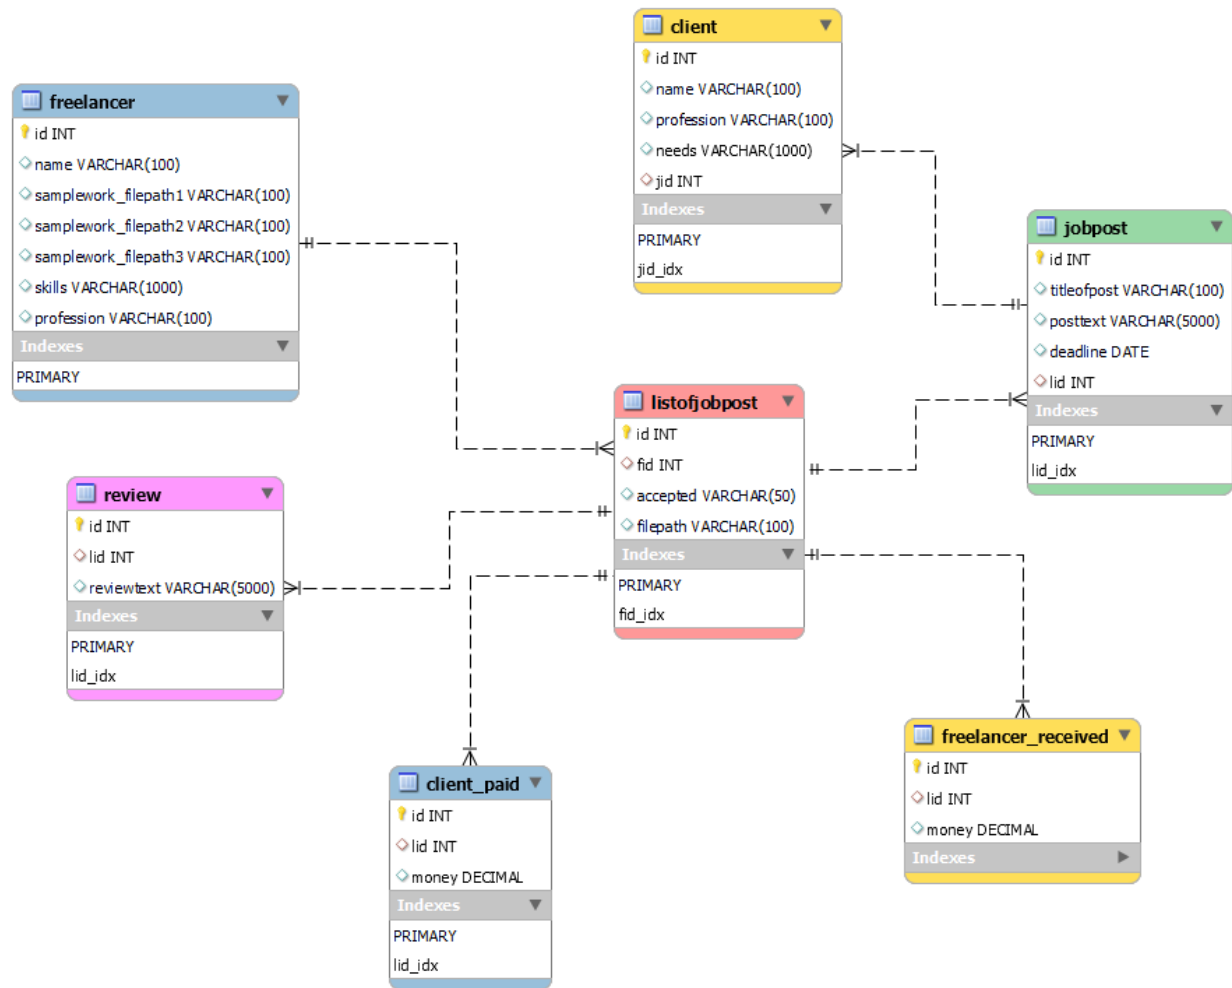 client
id INT
name VARCHAR(100)
profession VARCHAR(100)
needs VARCHAR(1000)
jid INT
Indexes
PRIMARY
jid_idx
freelancer
id INT
name VARCHAR(100)
samplework_filepath1 VARCHAR(100)
samplework_filepath2 VARCHAR(100)
samplework_filepath3 VARCHAR(100)
skills VARCHAR(1000)
profession VARCHAR(100)
Indexes
PRIMARY
jobpost
id INT
titleofpost VARCHAR(100)
posttext VARCHAR(5000)
deadline DATE
lid INT
Indexes
PRIMARY
lid_idx
listofjobpost
id INT
fid INT
accepted VARCHAR(50)
filepath VARCHAR(100)
Indexes
PRIMARY
fid_idx
review
id INT
lid INT
reviewtext VARCHAR(5000)
Indexes
PRIMARY
lid_idx
client_paid
id INT
lid INT
money DECIMAL
Indexes
PRIMARY
lid_idx
freelancer_received
id INT
lid INT
money DECIMAL
Indexes